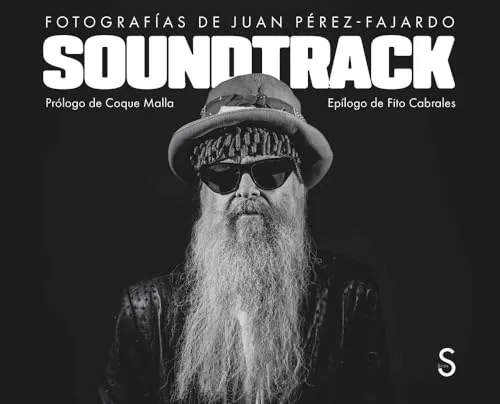 FOTOGRAFÍAS DE JUAN PÉREZ-FAJARDO
SOUNDTRACK
Prólogo de Coque Malla
Epílogo de Fito Cabrales
S